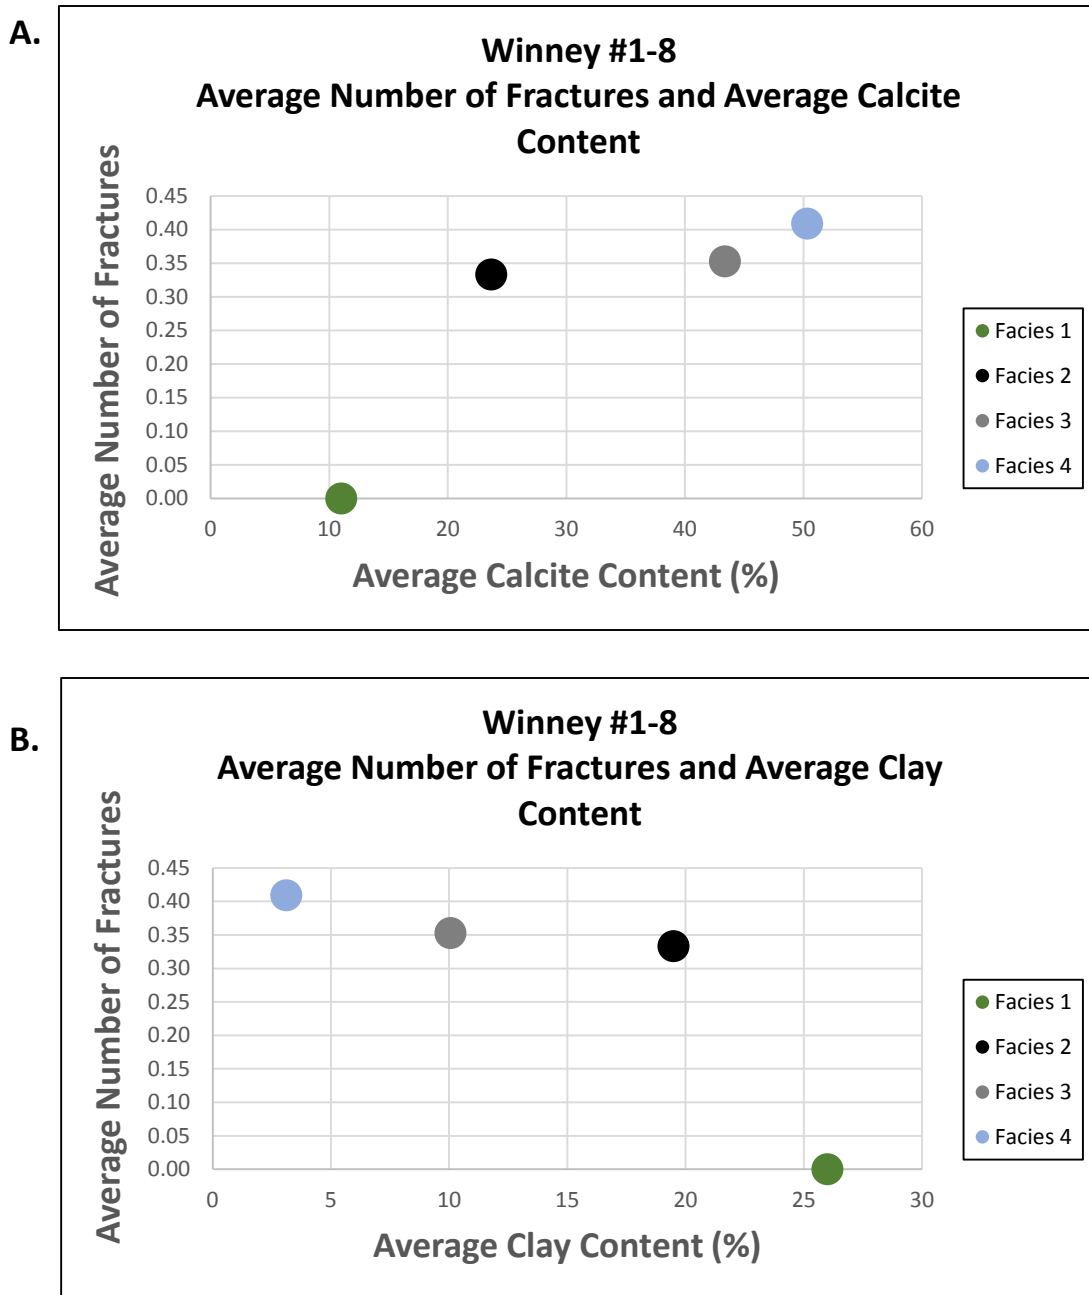 A.
Winney #1-8
Average Number of Fractures and Average Calcite
Content
Average Number of Fractures
0.45
0.40
0.35
0.30
0.25
0.20
0.15
0.10
0.05
0.00
0 10 20 30 40 50 60
Average Calcite Content (%)
Facies 1
Facies 2
Facies 3
Facies 4
B.
Winney #1-8
Average Number of Fractures and Average Clay
Content
Average Number of Fractures
0.45
0.40
0.35
0.30
0.25
0.20
0.15
0.10
0.05
0.00
0 5 10 15 20 25 30
Average Clay Content (%)
Facies 1
Facies 2
Facies 3
Facies 4